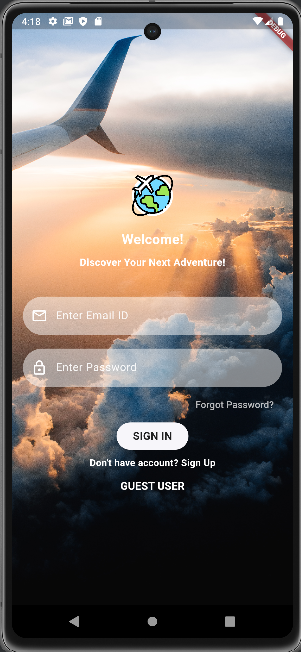 4:18
DEBUG
Welcome!
Discover Your Next Adventure!
Enter Email ID
Enter Password
Forgot Password?
SIGN IN
Don't have account? Sign Up
GUEST USER